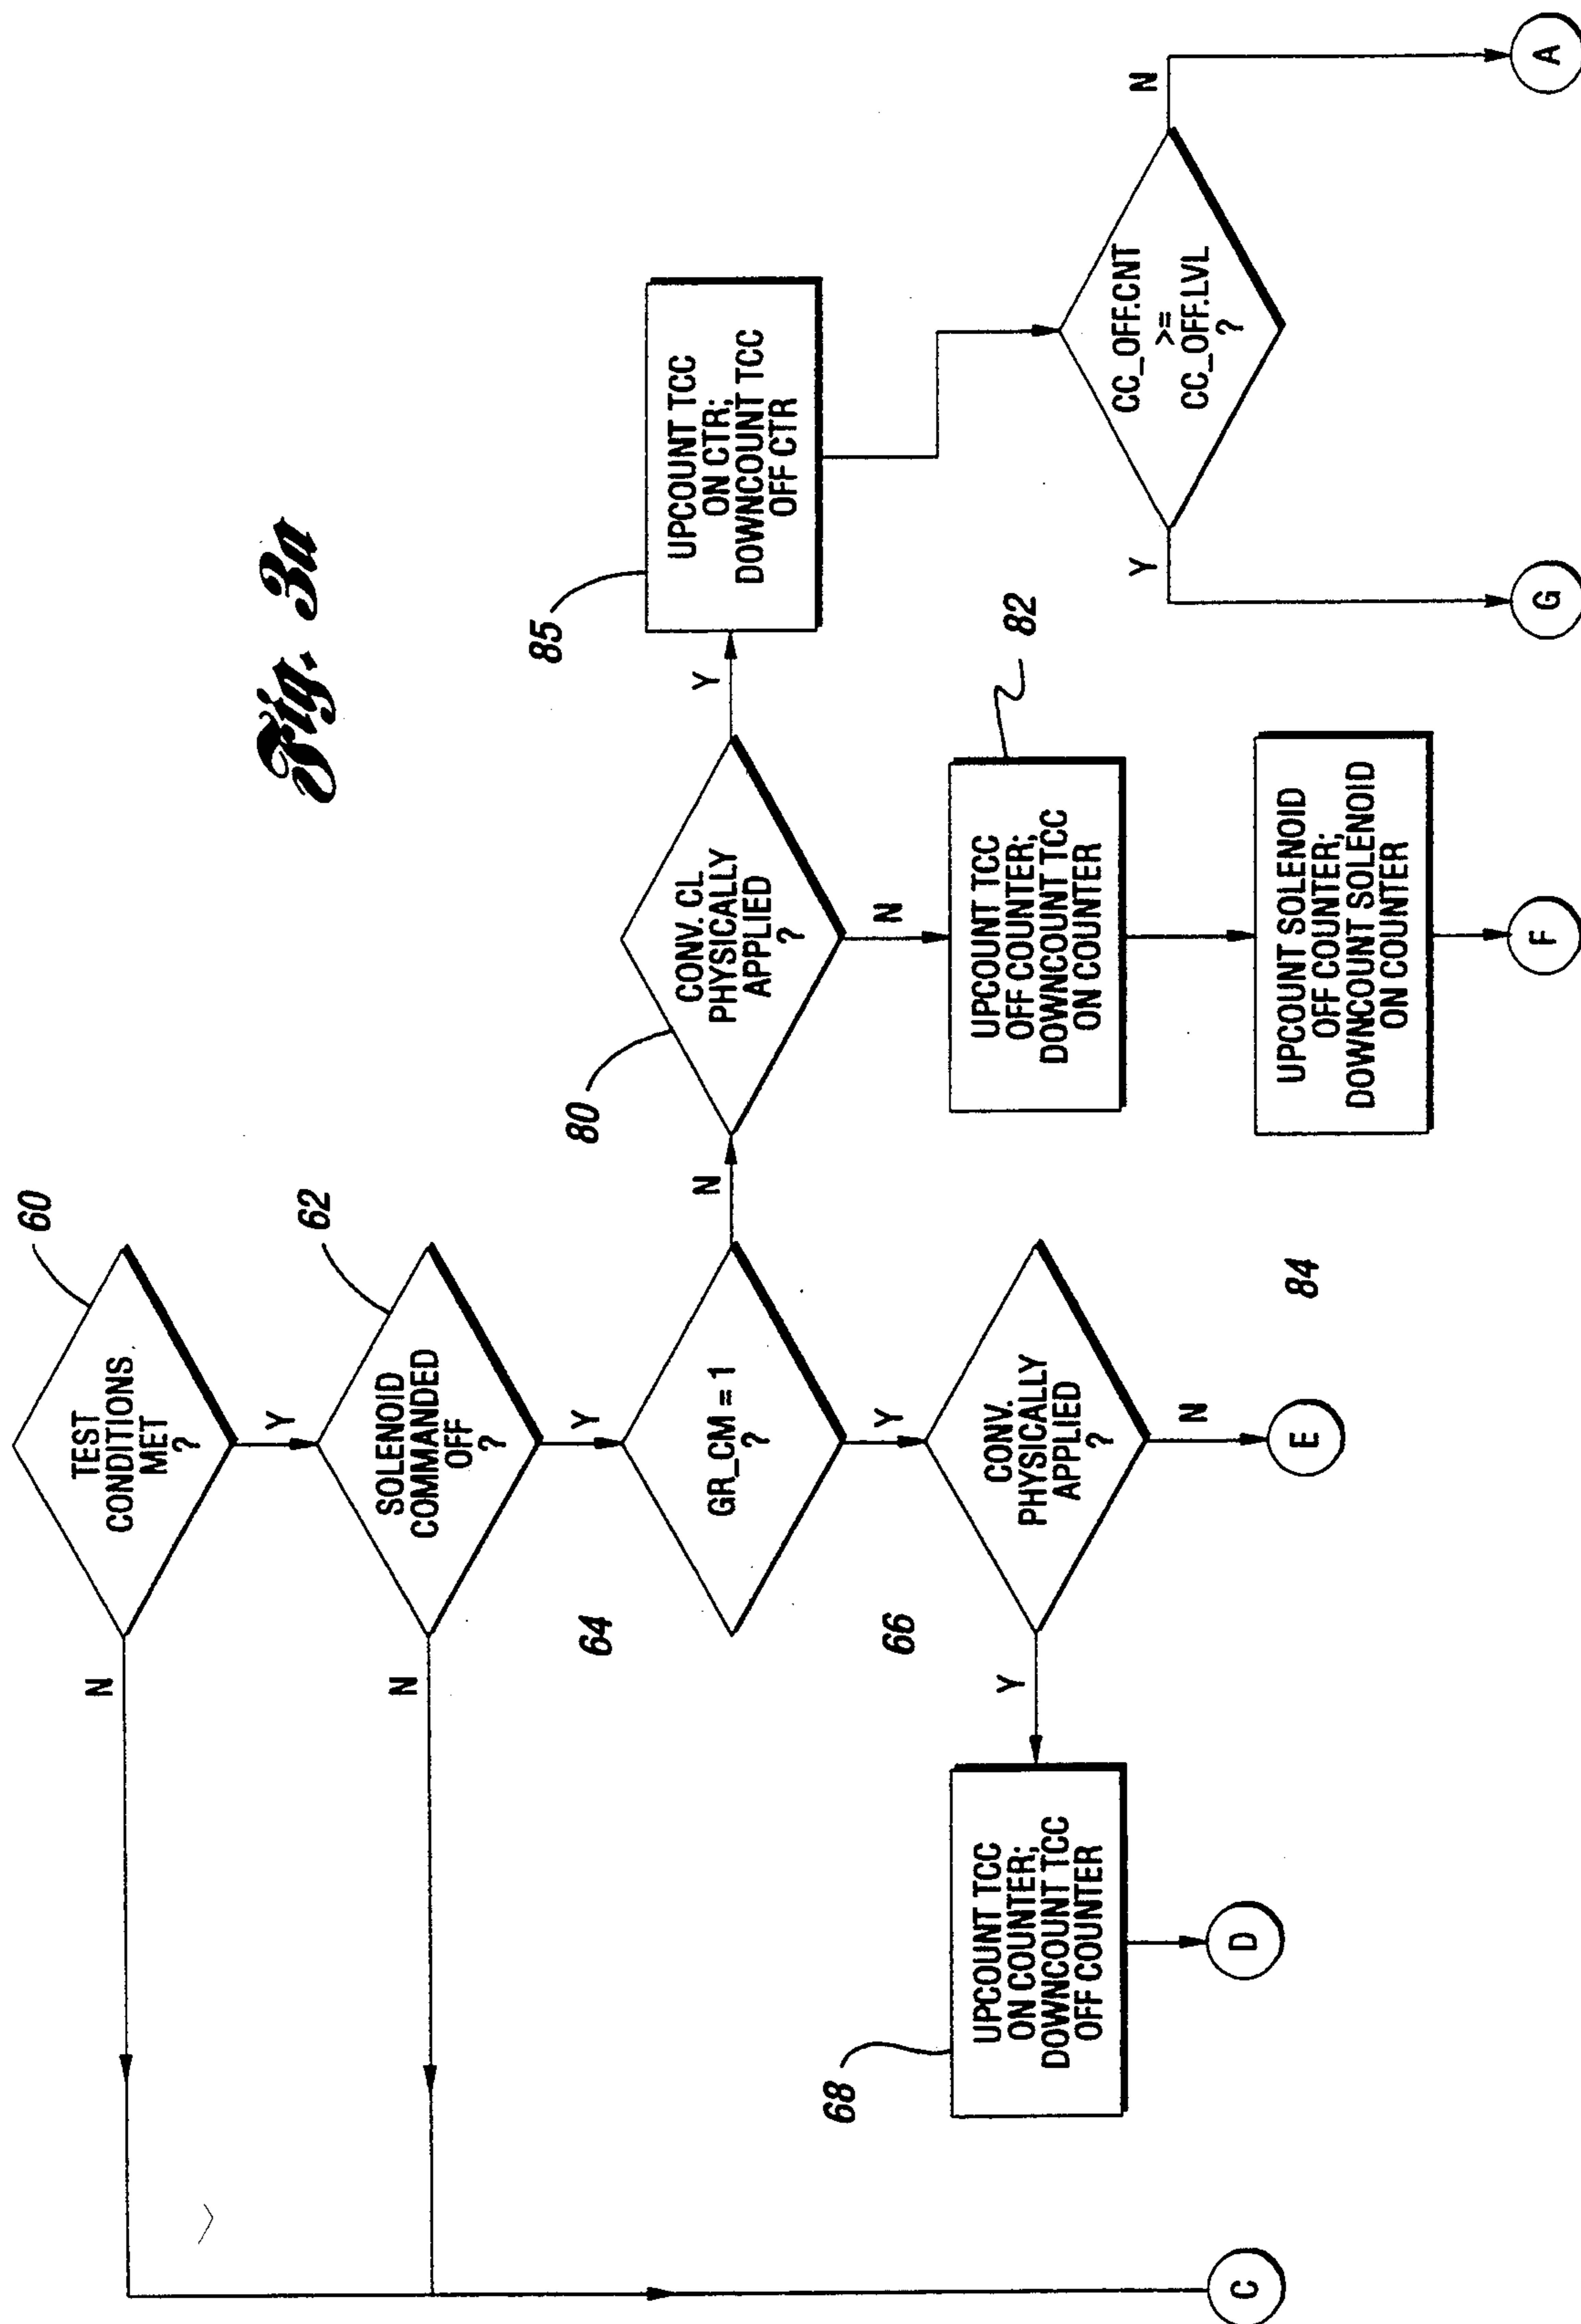 Fig. 3a
60
TEST
CONDITIONS
MET
?
N
Y
62
SOLENOID
COMMANDED
OFF
?
N
Y
64
GR_CM = 1
?
N
Y
80
CONV. CL
PHYSICALLY
APPLIED
?
Y
N
85
UPCOUNT TCC
ON CTR;
DOWNCOUNT TCC
OFF CTR
66
CONV.
PHYSICALLY
APPLIED
?
Y
N
68
UPCOUNT TCC
ON COUNTER;
DOWNCOUNT TCC
OFF COUNTER
82
UPCOUNT TCC
OFF COUNTER;
DOWNCOUNT TCC
ON COUNTER
84
UPCOUNT SOLENOID
OFF COUNTER;
DOWNCOUNT SOLENOID
ON COUNTER
CC_OFF.CNT
>=
CC_OFF.LVL
?
Y
N
C
D
E
F
G
A